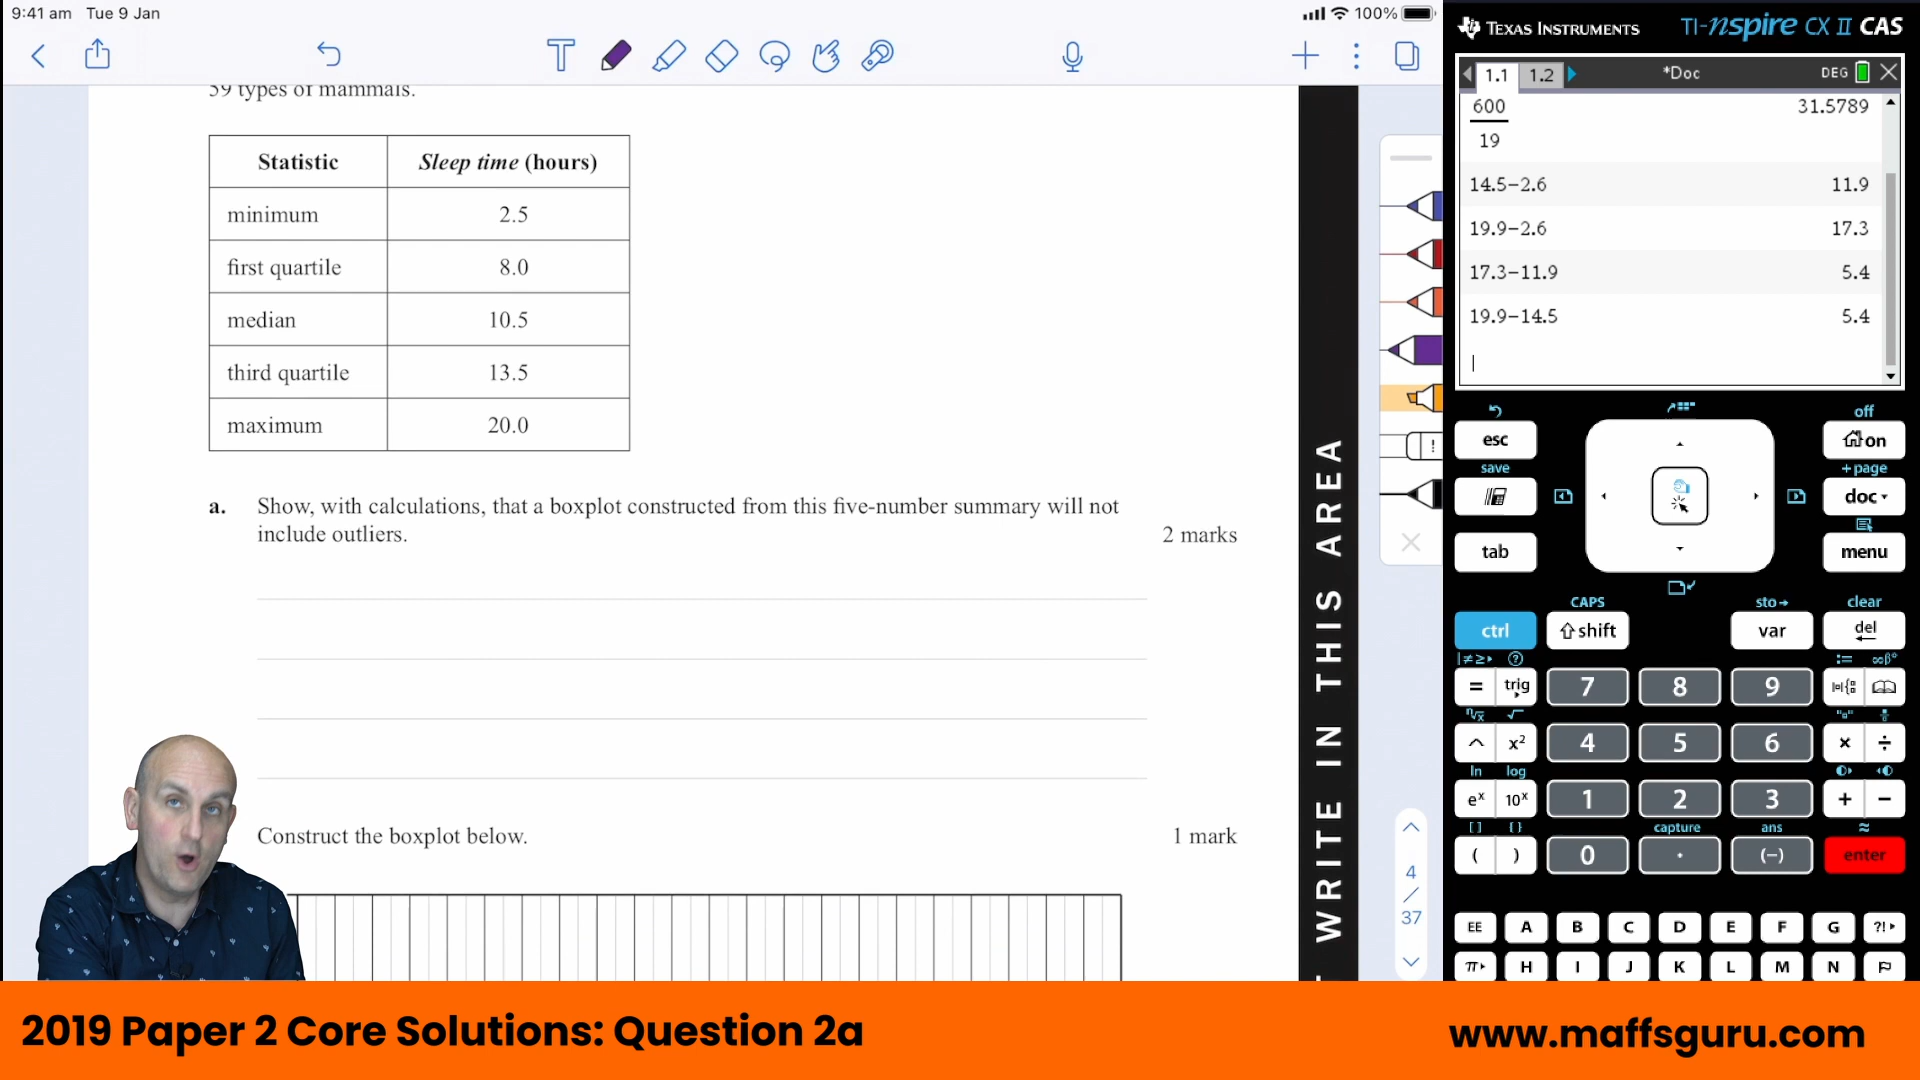 9:41 am Tue 9 Jan
100%
59 types of mammals.
Statistic Sleep time (hours)
minimum 2.5
first quartile 8.0
median 10.5
third quartile 13.5
maximum 20.0
a. Show, with calculations, that a boxplot constructed from this five-number summary will not
include outliers. 2 marks
Construct the boxplot below. 1 mark
WRITE IN THIS AREA
4
/
37
TEXAS INSTRUMENTS TI-nspire CX II CAS
1.1 1.2 *Doc DEG
600
19
31.5789
14.5−2.6 11.9
19.9−2.6 17.3
17.3−11.9 5.4
19.9−14.5 5.4
off
esc on
save +page
doc
tab menu
CAPS sto→ clear
ctrl shift var del
|≠≥▸ ? := ∞β°
= trig 7 8 9
ⁿ√x √
^ x² 4 5 6 × ÷
ln log
eˣ 10ˣ 1 2 3 + −
[ ] { } capture ans ≈
( ) 0 . (−) enter
EE A B C D E F G ?!▸
π▸ H I J K L M N
2019 Paper 2 Core Solutions: Question 2a
www.maffsguru.com